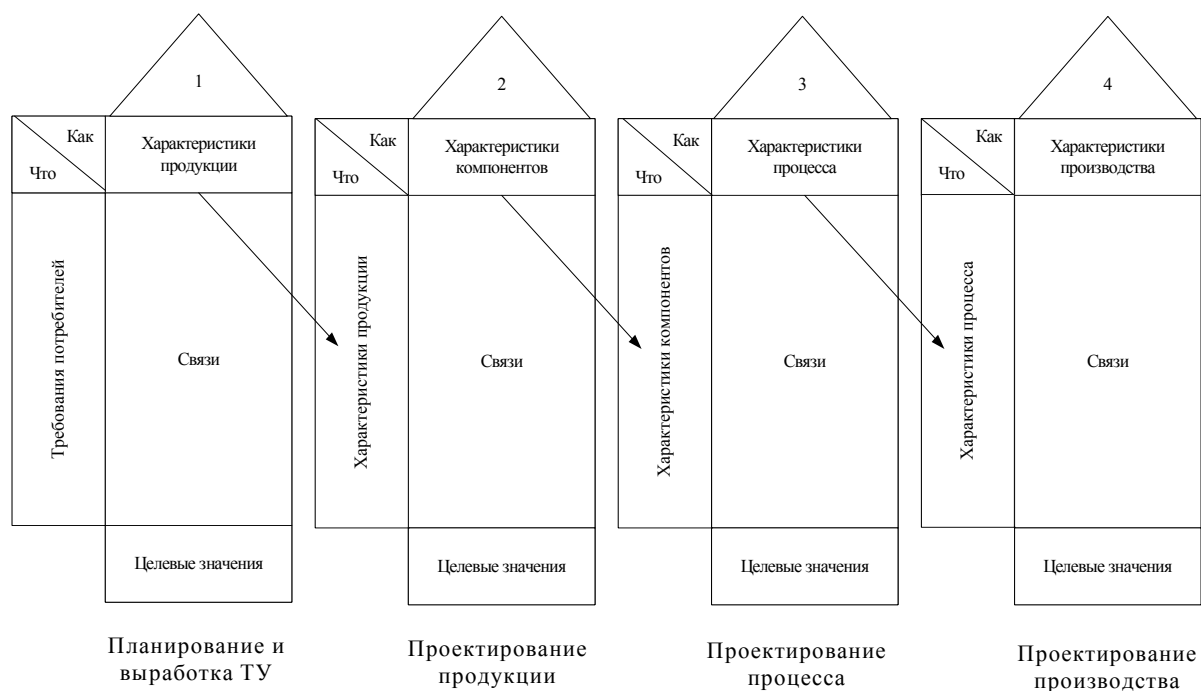 1
Как
Что
Характеристики
продукции
Требования потребителей
Связи
Целевые значения
Планирование и
выработка ТУ
2
Как
Что
Характеристики
компонентов
Характеристики продукции
Связи
Целевые значения
Проектирование
продукции
3
Как
Что
Характеристики
процесса
Характеристики компонентов
Связи
Целевые значения
Проектирование
процесса
4
Как
Что
Характеристики
производства
Характеристики процесса
Связи
Целевые значения
Проектирование
производства